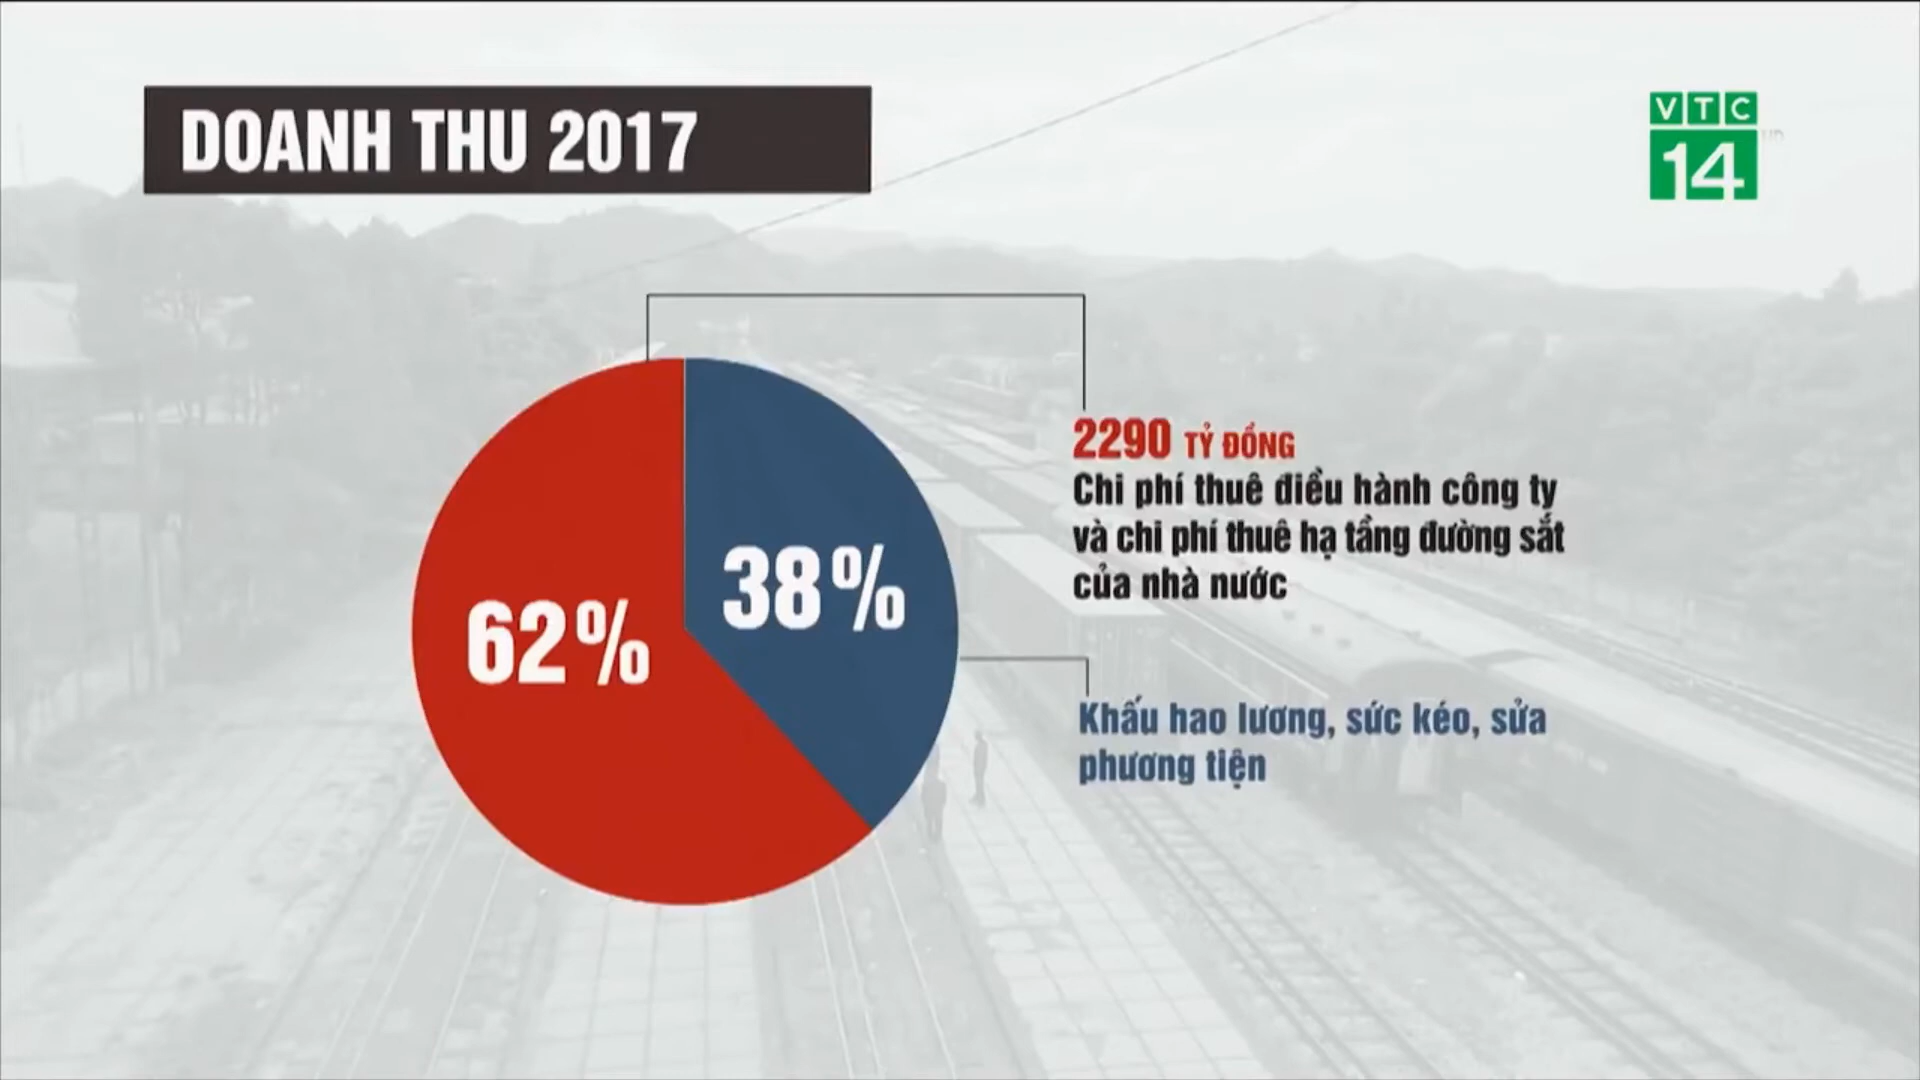 DOANH THU 2017
VTC
14
HD
62%
38%
2290 TỶ ĐỒNG
Chi phí thuê điều hành công ty
và chi phí thuê hạ tầng đường sắt
của nhà nước
Khấu hao lương, sức kéo, sửa
phương tiện